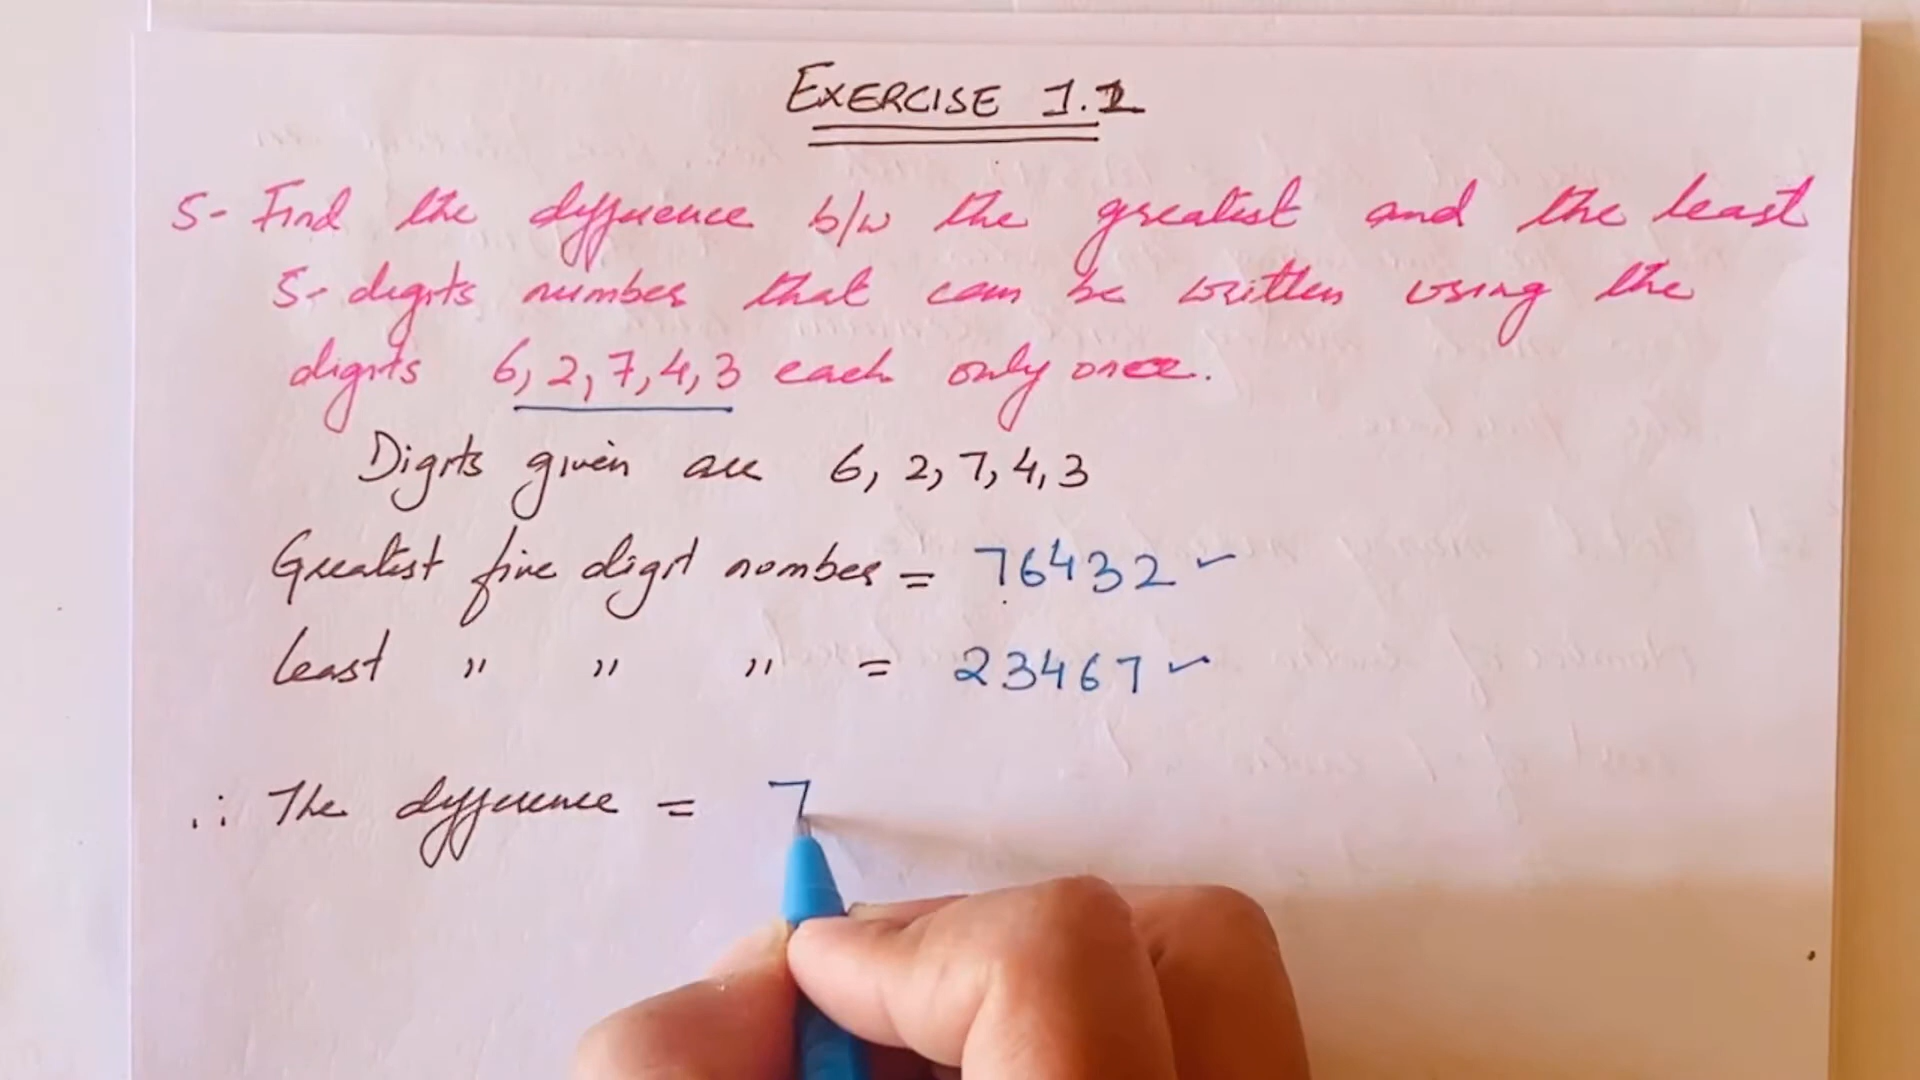 EXERCISE 1.1
5- Find the difference b/w the greatest and the least
5-digits number that can be written using the
digits 6, 2, 7, 4, 3 each only once.
Digits given are 6, 2, 7, 4, 3
Greatest five digit number = 76432 ✓
Least " " " = 23467 ✓
∴ The difference = 7